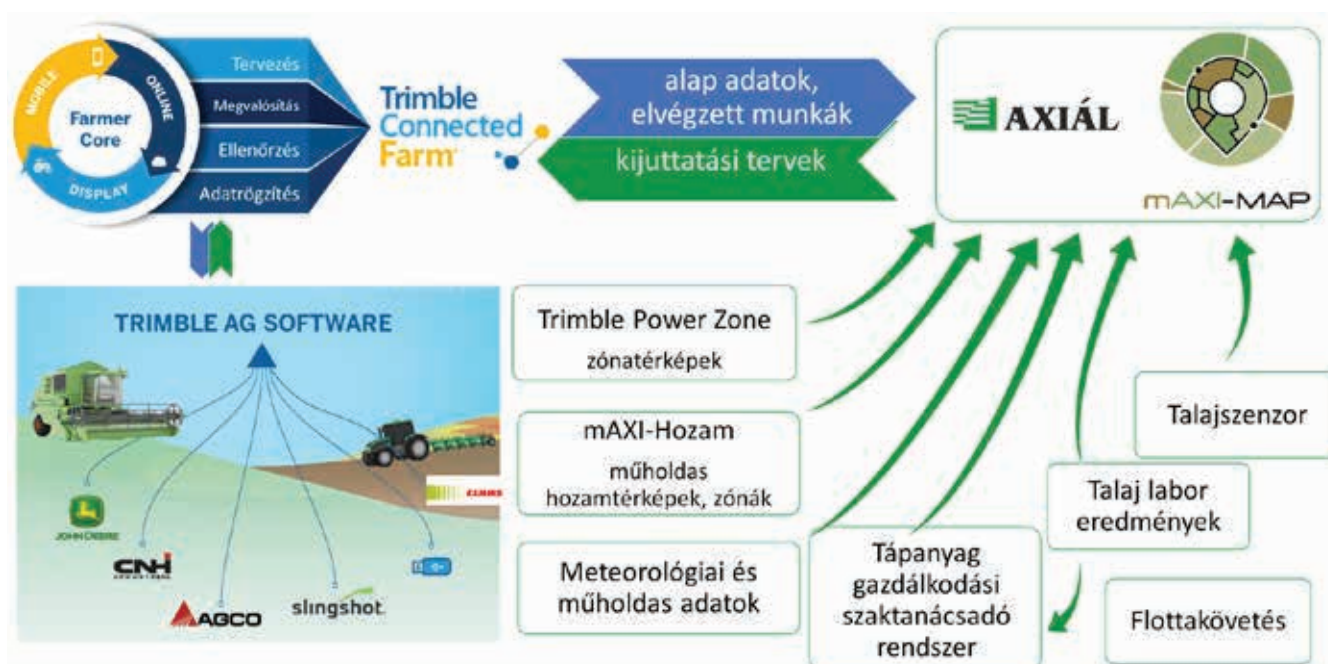 MOBILE
ONLINE
DISPLAY
Farmer
Core
Tervezés
Megvalósítás
Ellenőrzés
Adatrögzítés
Trimble
Connected
Farm
alap adatok,
elvégzett munkák
kijuttatási tervek
AXIÁL
mAXI-MAP
TRIMBLE AG SOFTWARE
CLAAS
JOHN DEERE
CNH
INDUSTRIAL
AGCO
slingshot
Trimble Power Zone
zónatérképek
mAXI-Hozam
műholdas
hozamtérképek, zónák
Meteorológiai és
műholdas adatok
Tápanyag
gazdálkodási
szaktanácsadó
rendszer
Talaj labor
eredmények
Talajszenzor
Flottakövetés